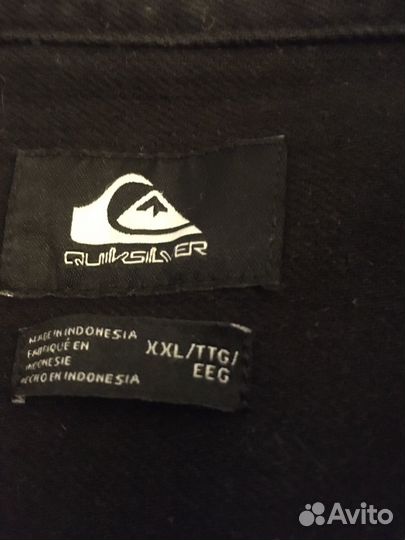 QUIKSILVER
MADE IN INDONESIA
FABRIQUÉ EN
INDONESIE
HECHO EN INDONESIA
XXL/TTG/
EEG
Avito